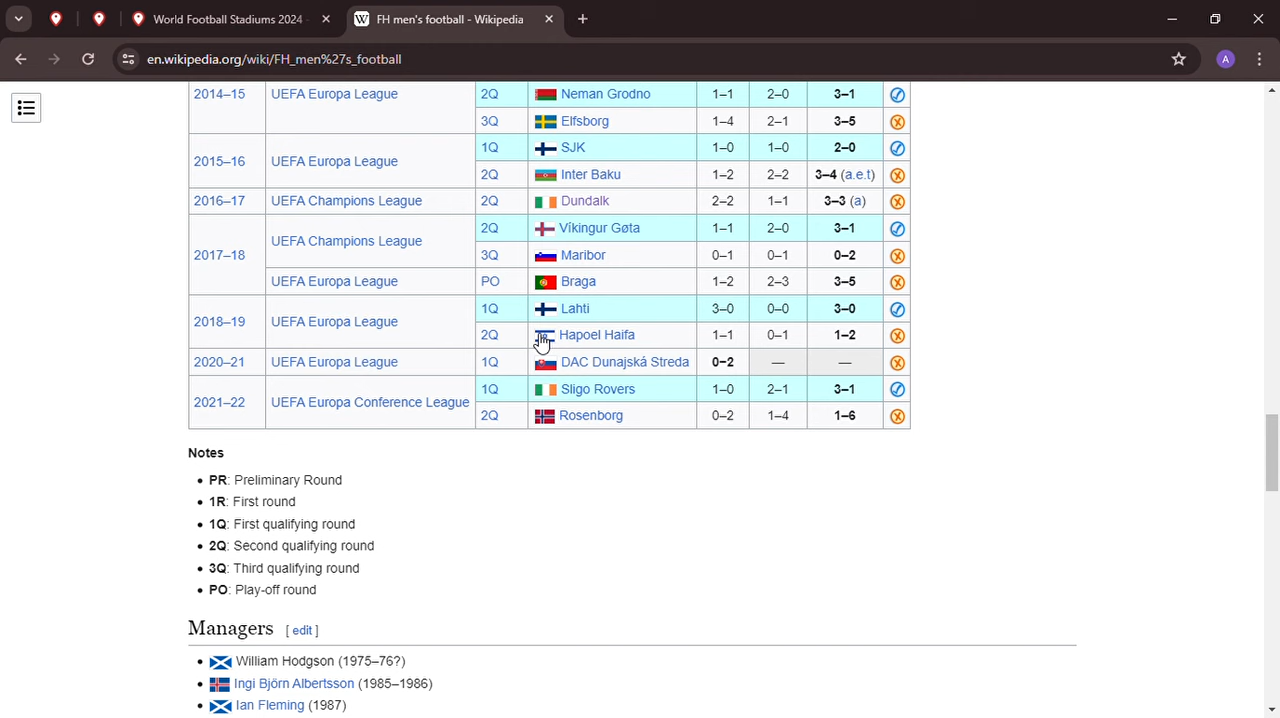 World Football Stadiums 2024 -
FH men's football - Wikipedia
en.wikipedia.org/wiki/FH_men%27s_football
A
2014–15 UEFA Europa League 2Q Neman Grodno 1–1 2–0 3–1
3Q Elfsborg 1–4 2–1 3–5
2015–16 UEFA Europa League 1Q SJK 1–0 1–0 2–0
2Q Inter Baku 1–2 2–2 3–4 (a.e.t)
2016–17 UEFA Champions League 2Q Dundalk 2–2 1–1 3–3 (a)
2017–18 UEFA Champions League 2Q Víkingur Gøta 1–1 2–0 3–1
3Q Maribor 0–1 0–1 0–2
UEFA Europa League PO Braga 1–2 2–3 3–5
2018–19 UEFA Europa League 1Q Lahti 3–0 0–0 3–0
2Q Hapoel Haifa 1–1 0–1 1–2
2020–21 UEFA Europa League 1Q DAC Dunajská Streda 0–2 — —
2021–22 UEFA Europa Conference League 1Q Sligo Rovers 1–0 2–1 3–1
2Q Rosenborg 0–2 1–4 1–6
Notes
• PR: Preliminary Round
• 1R: First round
• 1Q: First qualifying round
• 2Q: Second qualifying round
• 3Q: Third qualifying round
• PO: Play-off round
Managers [ edit ]
• William Hodgson (1975–76?)
• Ingi Björn Albertsson (1985–1986)
• Ian Fleming (1987)